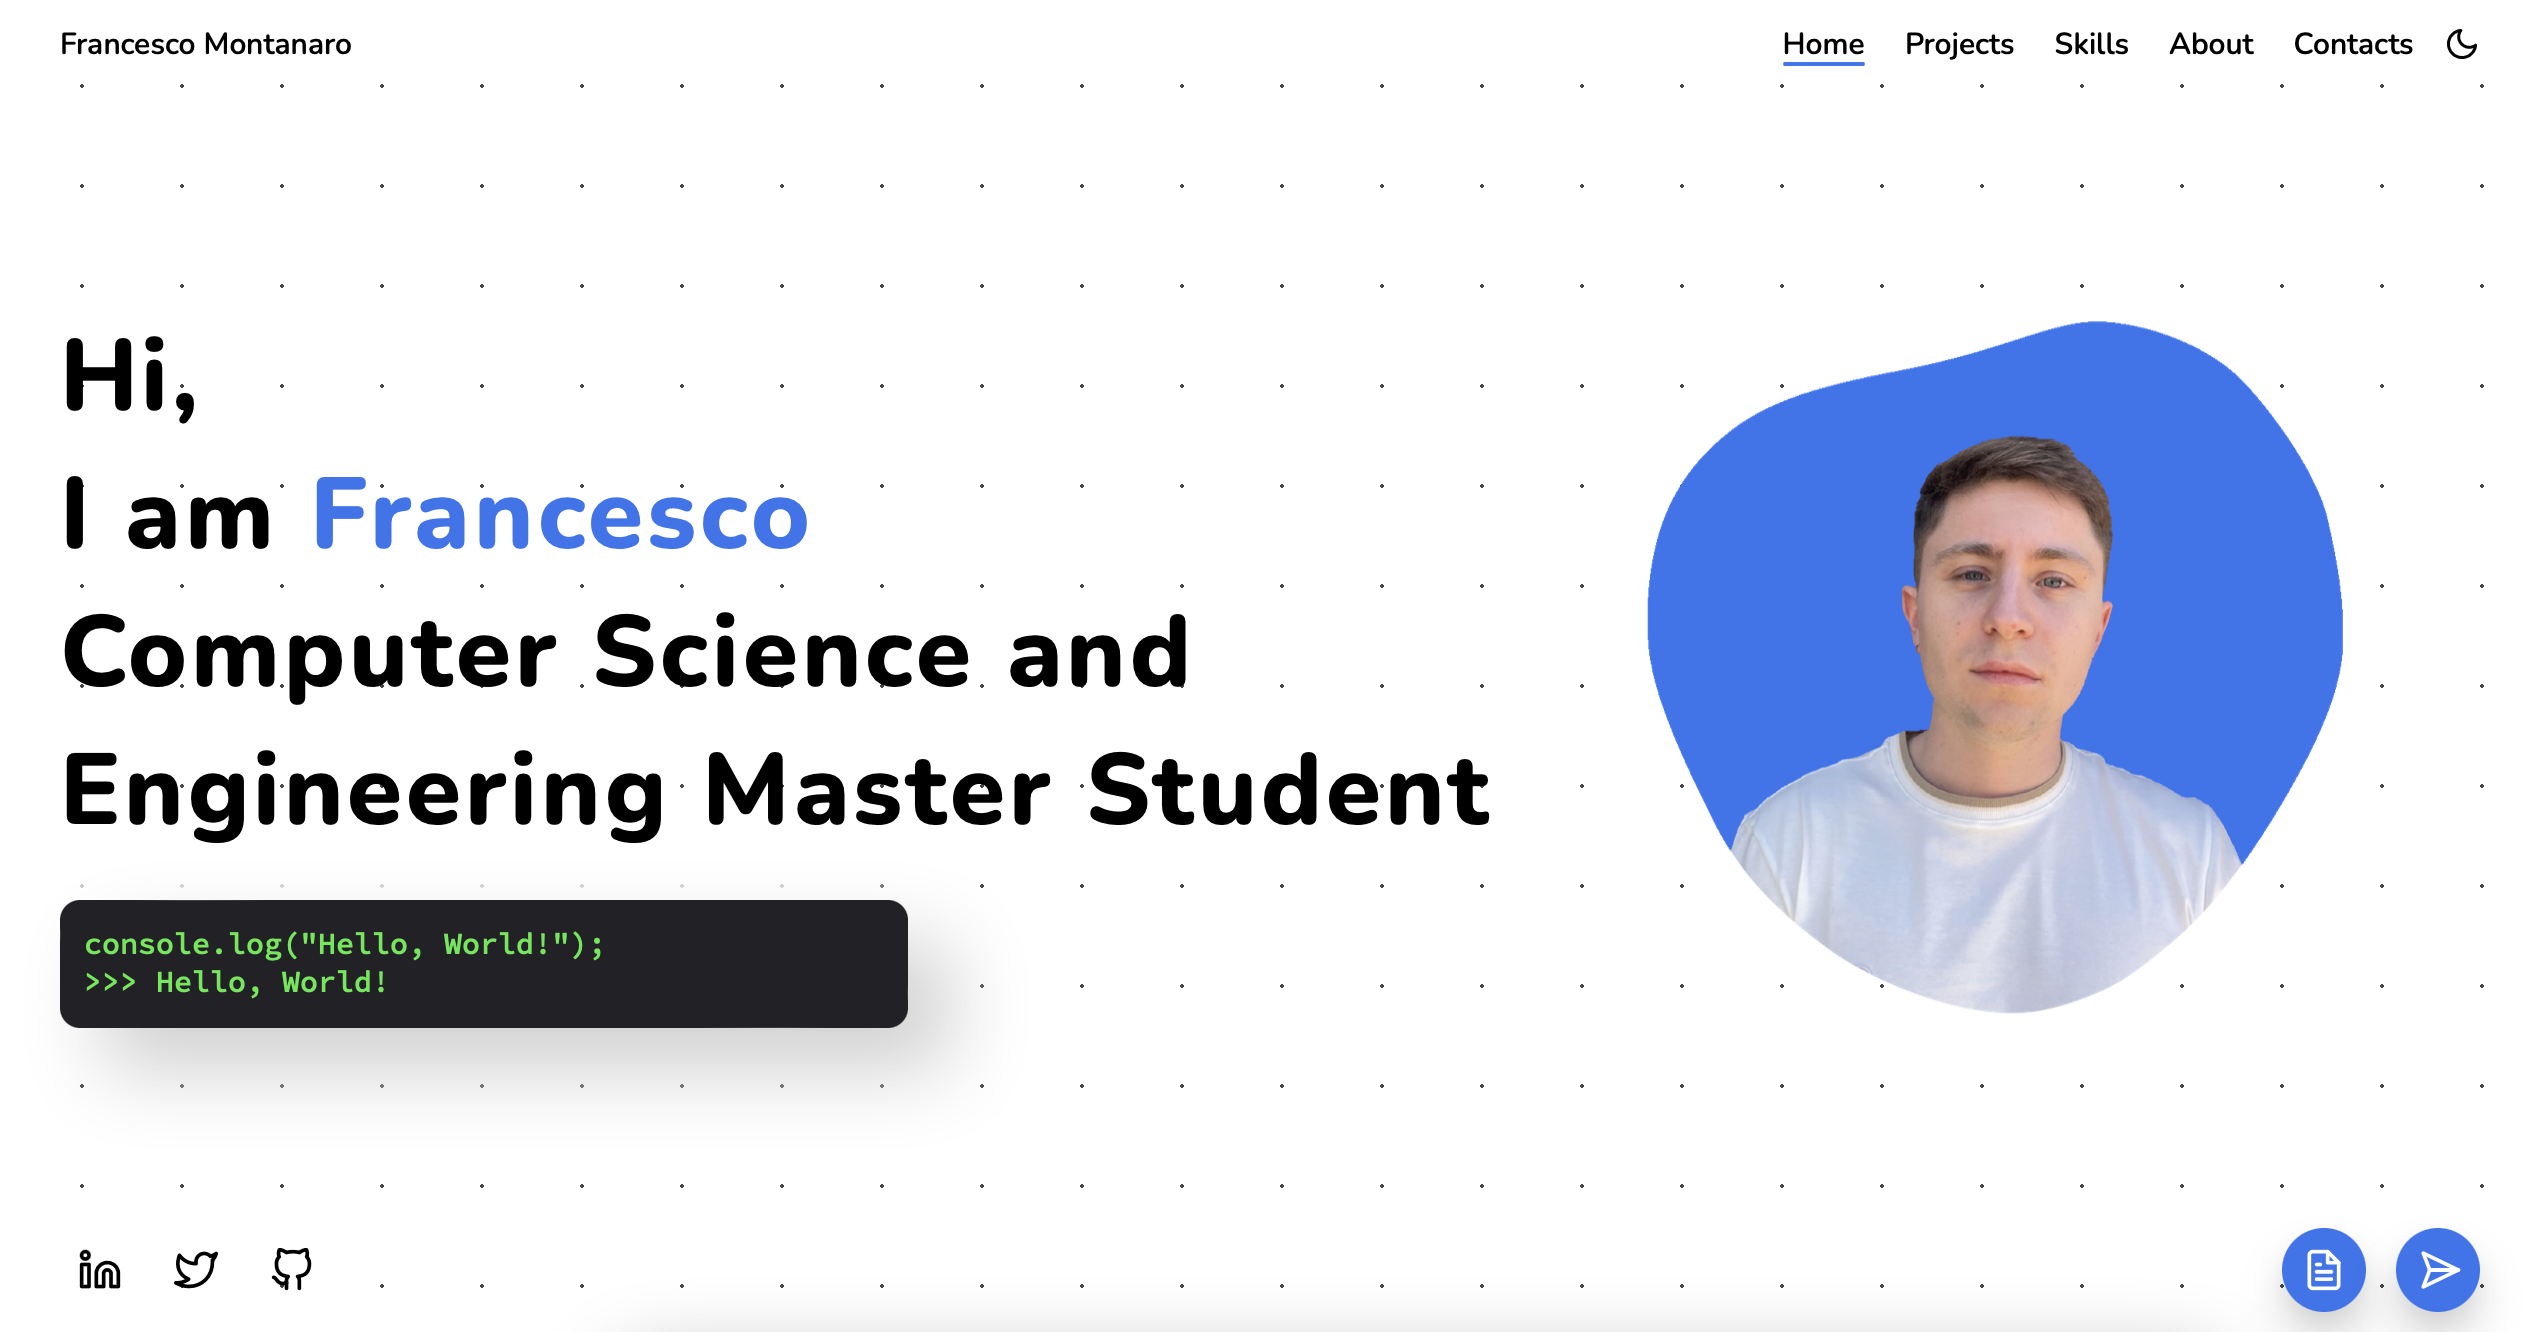 Francesco Montanaro
Home Projects Skills About Contacts
Hi,
I am Francesco
Computer Science and
Engineering Master Student
console.log("Hello, World!");
>>> Hello, World!
in